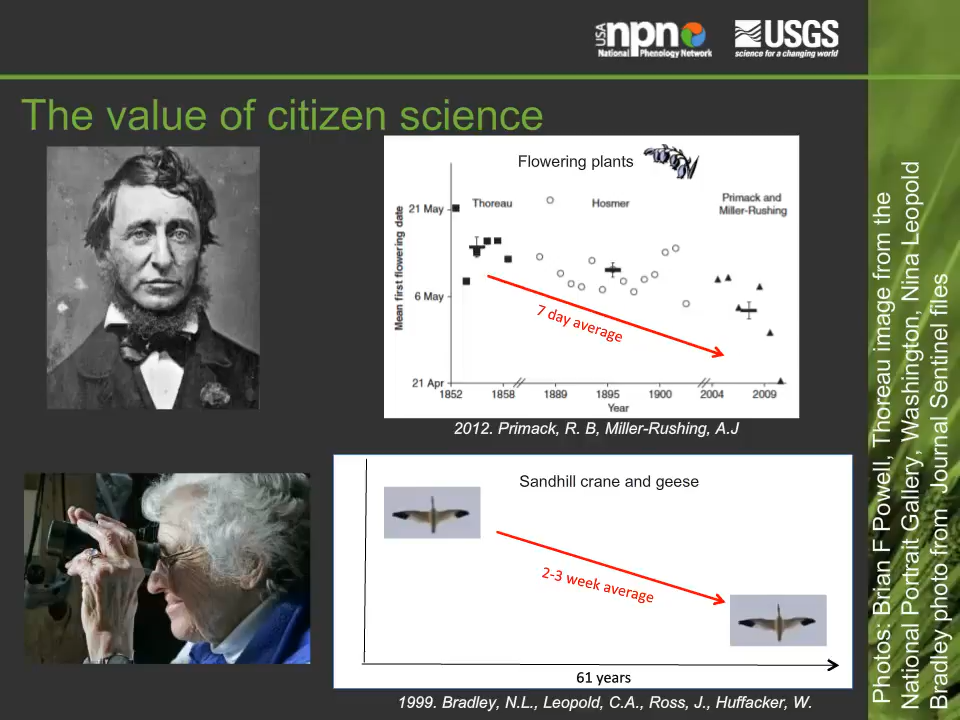 USA
npn
National Phenology Network
USGS
science for a changing world
The value of citizen science
Flowering plants
Thoreau
Hosmer
Primack and
Miller-Rushing
Mean first flowering date
21 May
6 May
21 Apr
7 day average
1852 1858 1889 1895 1900 2004 2009
Year
2012. Primack, R. B, Miller-Rushing, A.J
Sandhill crane and geese
2-3 week average
61 years
1999. Bradley, N.L., Leopold, C.A., Ross, J., Huffacker, W.
Photos: Brian F Powell, Thoreau image from the
National Portrait Gallery, Washington, Nina Leopold
Bradley photo from Journal Sentinel files